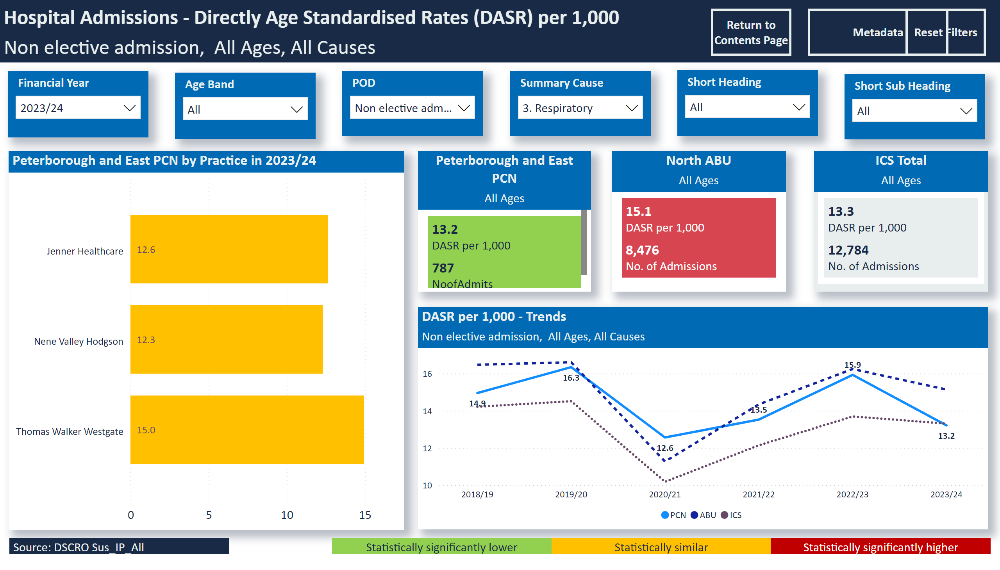 Hospital Admissions - Directly Age Standardised Rates (DASR) per 1,000
Non elective admission,  All Ages, All Causes
Return to
Contents Page
Metadata
Reset Filters
Financial Year
2023/24
Age Band
All
POD
Non elective adm...
Summary Cause
3. Respiratory
Short Heading
All
Short Sub Heading
All
Peterborough and East PCN by Practice in 2023/24
Jenner Healthcare
12.6
Nene Valley Hodgson
12.3
Thomas Walker Westgate
15.0
0 5 10 15
Peterborough and East
PCN
All Ages
13.2
DASR per 1,000
787
NoofAdmits
North ABU
All Ages
15.1
DASR per 1,000
8,476
No. of Admissions
ICS Total
All Ages
13.3
DASR per 1,000
12,784
No. of Admissions
DASR per 1,000 - Trends
Non elective admission,  All Ages, All Causes
16
14
12
10
14.9
16.3
12.6
13.5
15.9
13.2
2018/19 2019/20 2020/21 2021/22 2022/23 2023/24
PCN ABU ICS
Source: DSCRO Sus_IP_All
Statistically significantly lower
Statistically similar
Statistically significantly higher